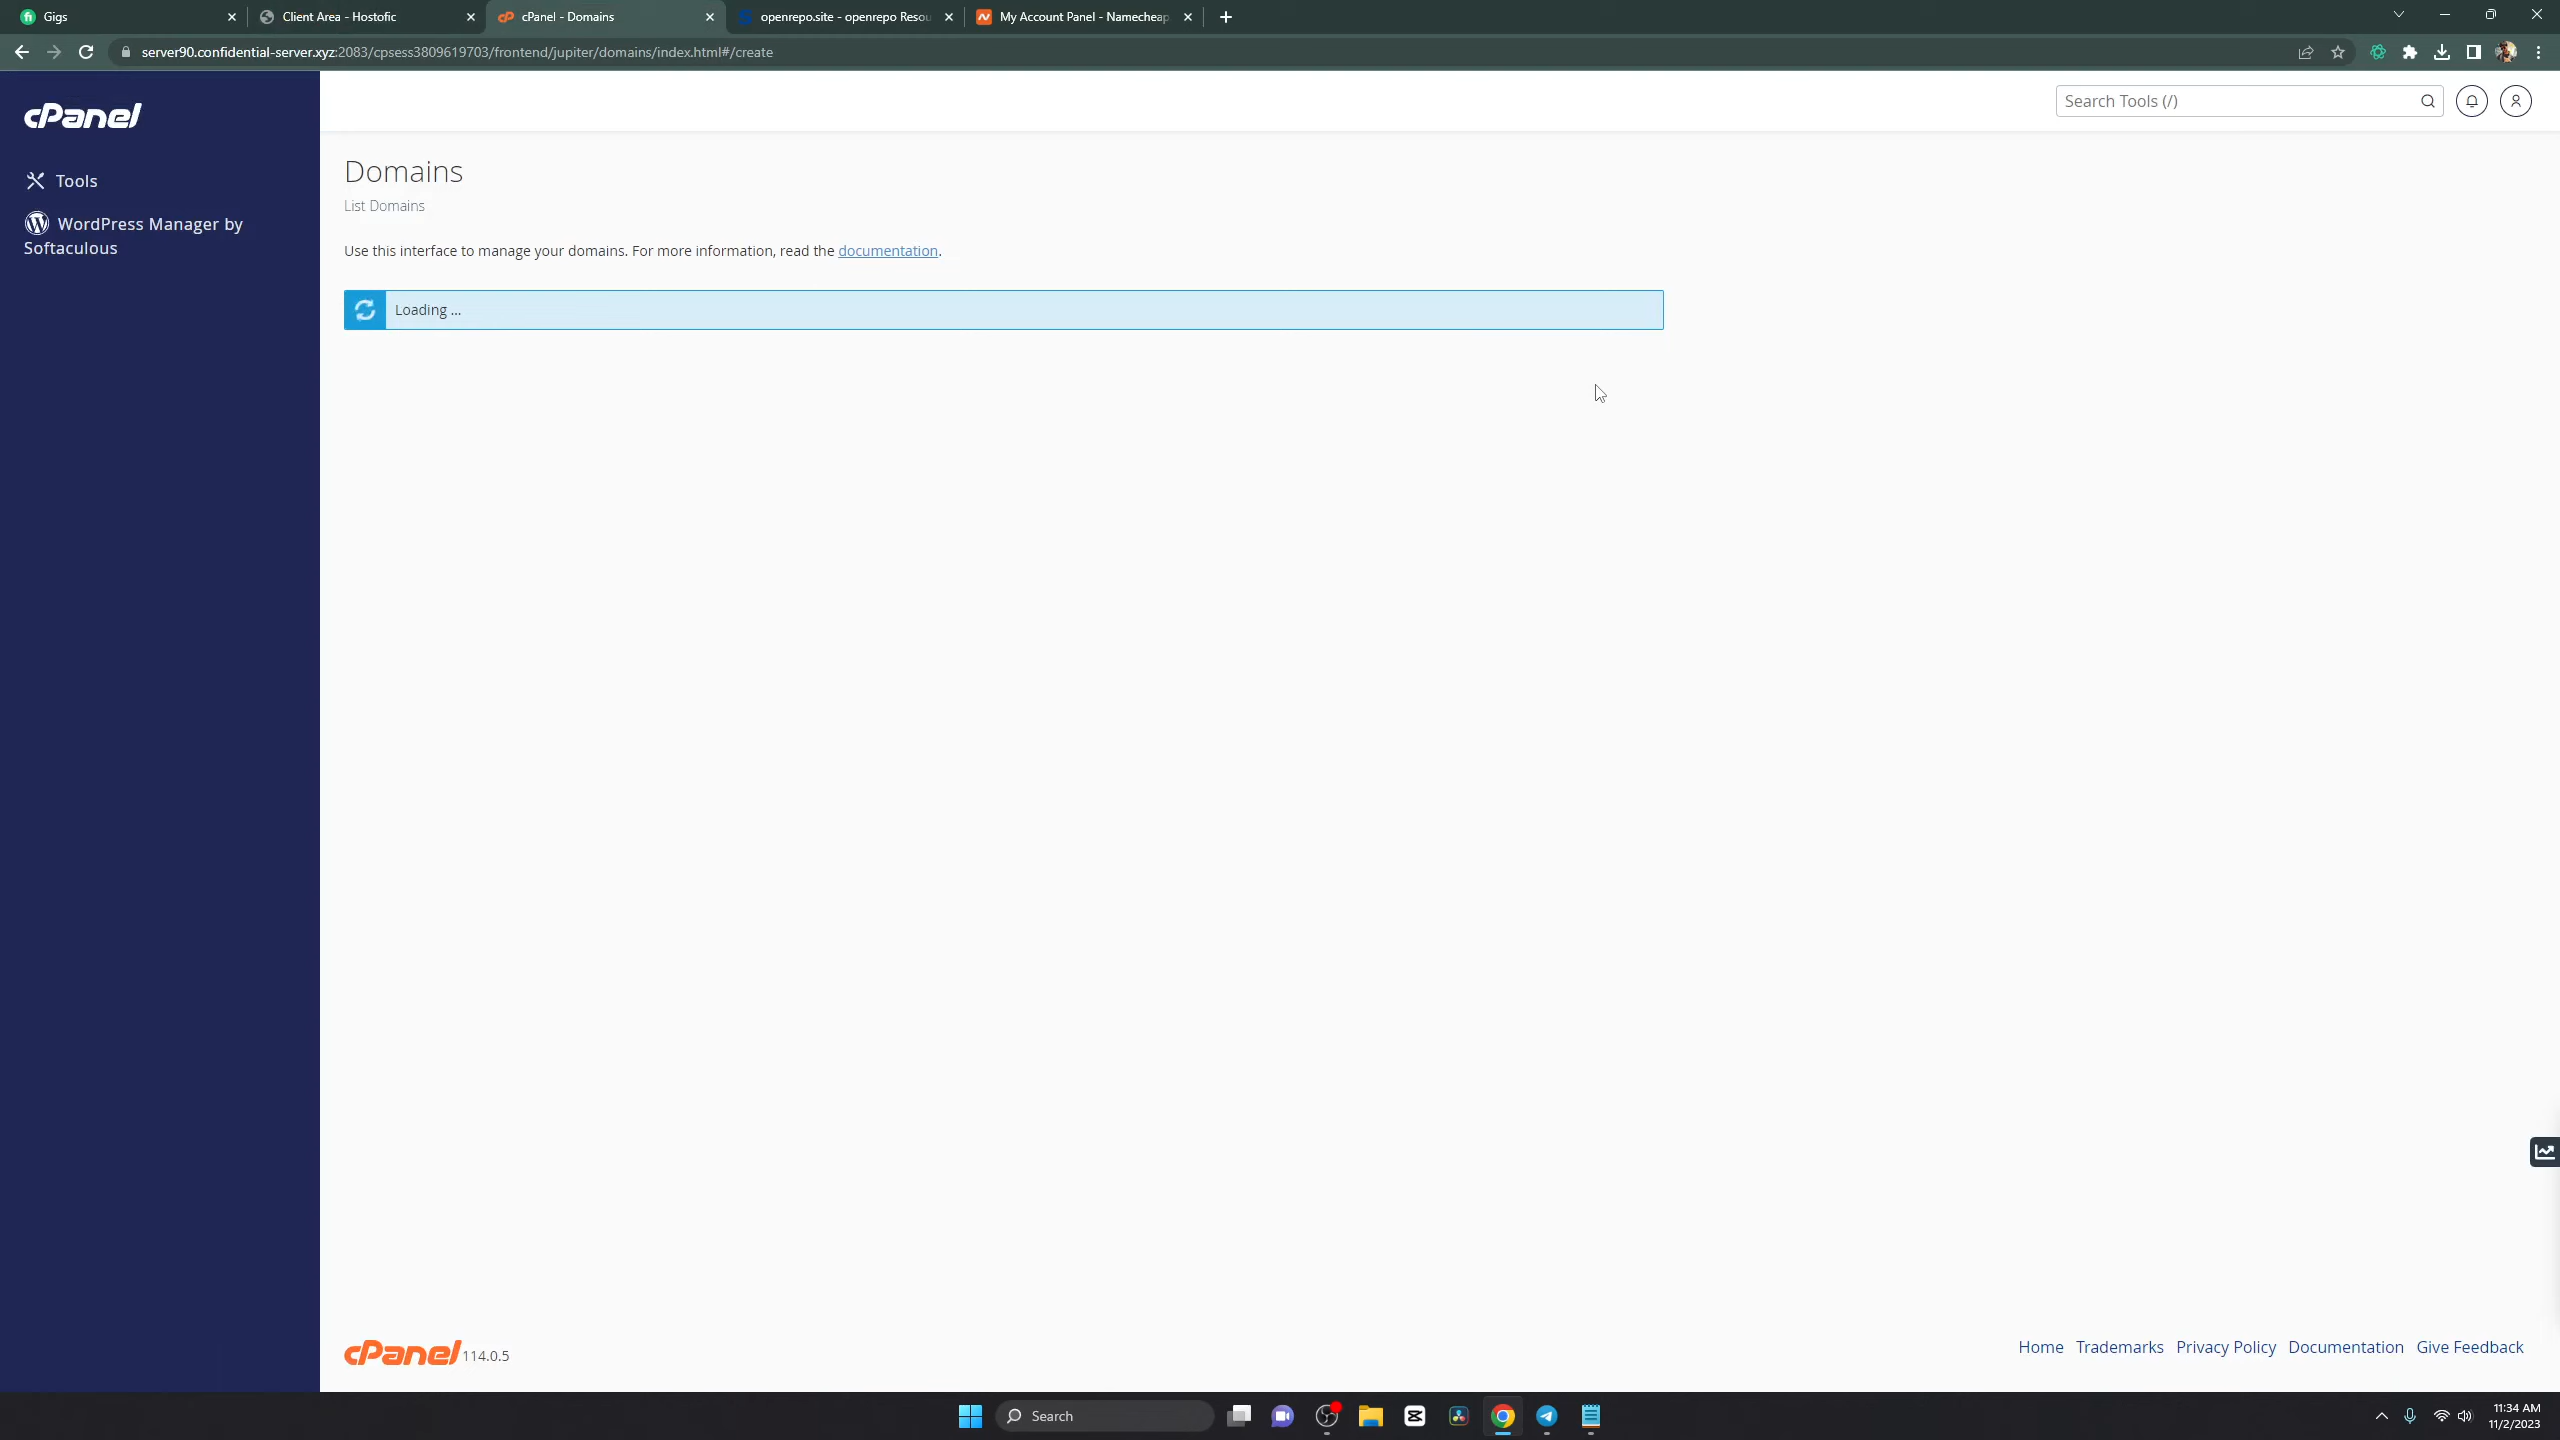 Gigs
Client Area - Hostofic
cPanel - Domains
openrepo.site - openrepo Resou
My Account Panel - Namecheap
server90.confidential-server.xyz:2083/cpsess3809619703/frontend/jupiter/domains/index.html#/create
cPanel
Search Tools (/)
Tools
WordPress Manager by
Softaculous
Domains
List Domains
Use this interface to manage your domains. For more information, read the documentation.
Loading ...
cPanel 114.0.5
Home Trademarks Privacy Policy Documentation Give Feedback
Search
11:34 AM
11/2/2023